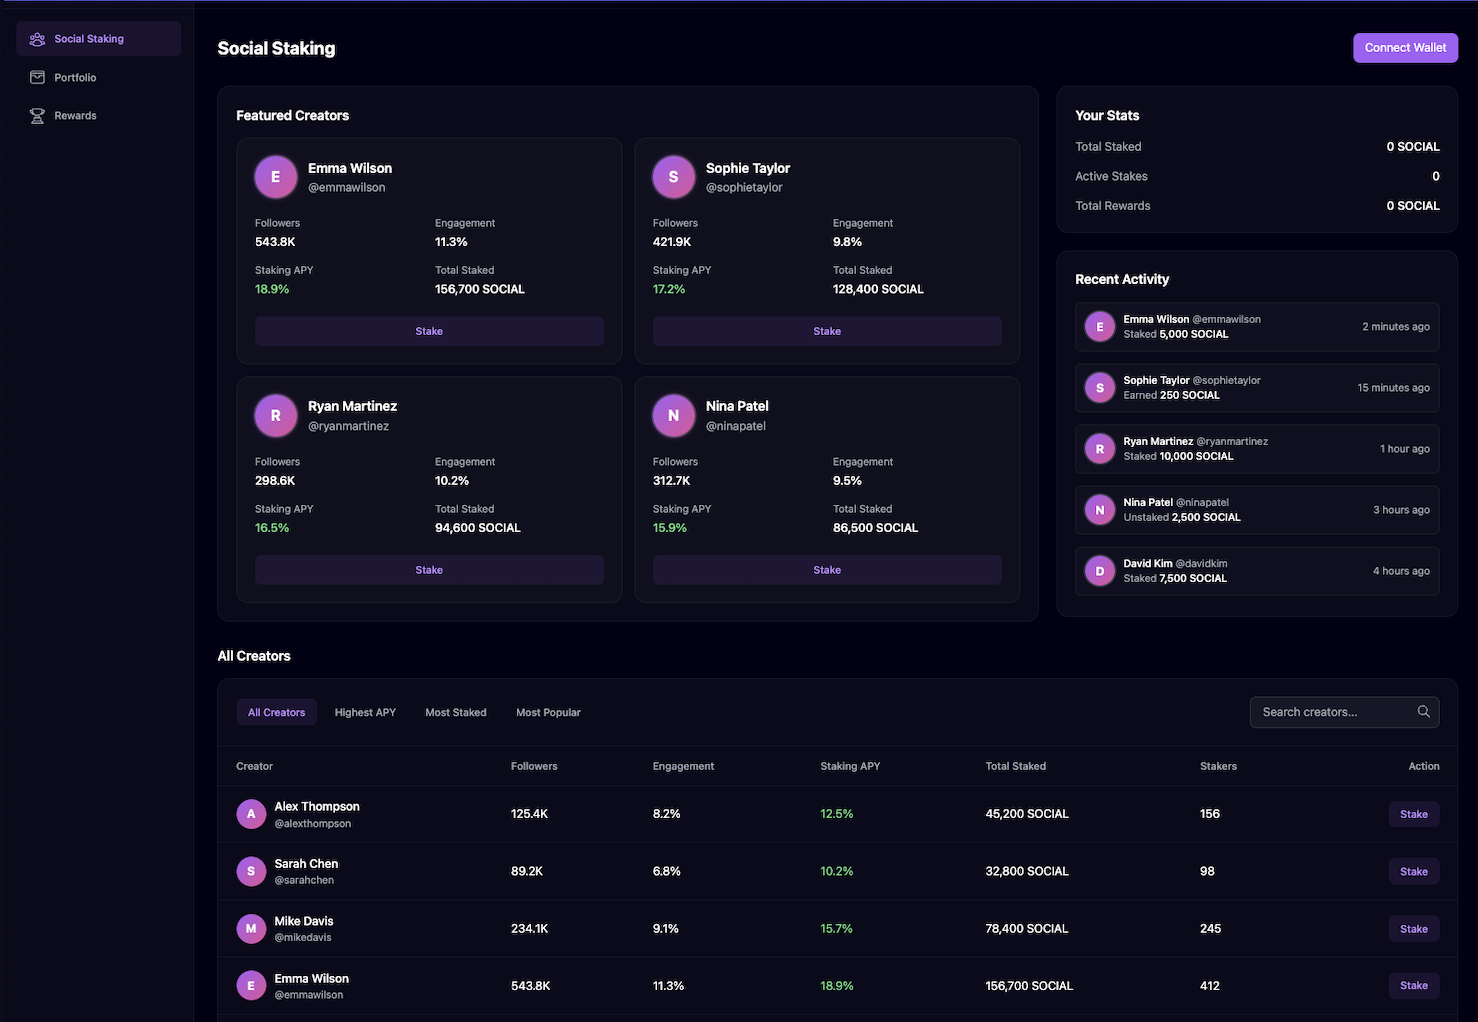 Social Staking
Portfolio
Rewards
Social Staking
Connect Wallet
Featured Creators
E
Emma Wilson
@emmawilson
Followers
Engagement
543.8K
11.3%
Staking APY
Total Staked
18.9%
156,700 SOCIAL
Stake
S
Sophie Taylor
@sophietaylor
Followers
Engagement
421.9K
9.8%
Staking APY
Total Staked
17.2%
128,400 SOCIAL
Stake
R
Ryan Martinez
@ryanmartinez
Followers
Engagement
298.6K
10.2%
Staking APY
Total Staked
16.5%
94,600 SOCIAL
Stake
N
Nina Patel
@ninapatel
Followers
Engagement
312.7K
9.5%
Staking APY
Total Staked
15.9%
86,500 SOCIAL
Stake
Your Stats
Total Staked 0 SOCIAL
Active Stakes 0
Total Rewards 0 SOCIAL
Recent Activity
E
Emma Wilson @emmawilson
Staked 5,000 SOCIAL
2 minutes ago
S
Sophie Taylor @sophietaylor
Earned 250 SOCIAL
15 minutes ago
R
Ryan Martinez @ryanmartinez
Staked 10,000 SOCIAL
1 hour ago
N
Nina Patel @ninapatel
Unstaked 2,500 SOCIAL
3 hours ago
D
David Kim @davidkim
Staked 7,500 SOCIAL
4 hours ago
All Creators
All Creators Highest APY Most Staked Most Popular
Search creators...
Creator Followers Engagement Staking APY Total Staked Stakers Action
A
Alex Thompson
@alexthompson
125.4K 8.2% 12.5% 45,200 SOCIAL 156 Stake
S
Sarah Chen
@sarahchen
89.2K 6.8% 10.2% 32,800 SOCIAL 98 Stake
M
Mike Davis
@mikedavis
234.1K 9.1% 15.7% 78,400 SOCIAL 245 Stake
E
Emma Wilson
@emmawilson
543.8K 11.3% 18.9% 156,700 SOCIAL 412 Stake